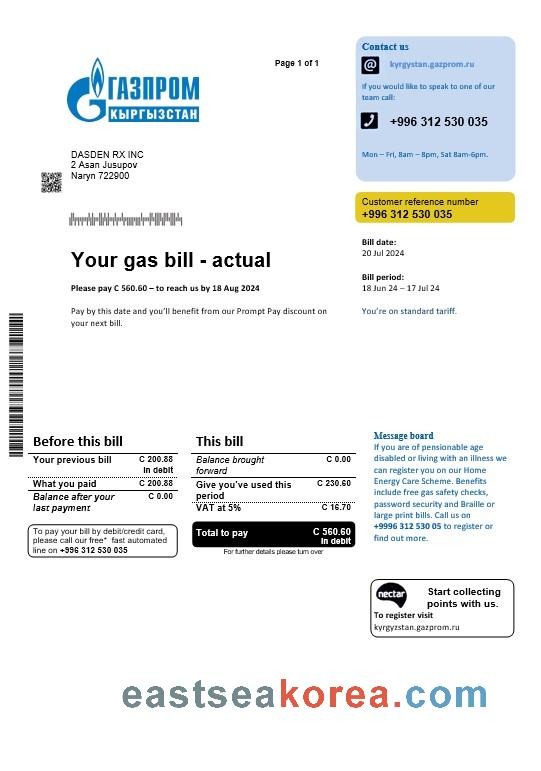 Page 1 of 1
ГАЗПРОМ
КЫРГЫЗСТАН
DASDEN RX INC
2 Asan Jusupov
Naryn 722900
Contact us
@ kyrgystan.gazprom.ru
If you would like to speak to one of our
team call:
+996 312 530 035
Mon – Fri, 8am – 8pm, Sat 8am-6pm.
Customer reference number
+996 312 530 035
Bill date:
20 Jul 2024
Bill period:
18 Jun 24 – 17 Jul 24
You're on standard tariff.
Your gas bill - actual
Please pay C 560.60 – to reach us by 18 Aug 2024
Pay by this date and you'll benefit from our Prompt Pay discount on
your next bill.
Before this bill
Your previous bill C 200.88
In debit
What you paid C 200.88
Balance after your C 0.00
last payment
To pay your bill by debit/credit card,
please call our free* fast automated
line on +996 312 530 035
This bill
Balance brought C 0.00
forward
Give you've used this C 230.60
period
VAT at 5% C 16.70
Total to pay C 560.60
In debit
For further details please turn over
Message board
If you are of pensionable age
disabled or living with an illness we
can register you on our Home
Energy Care Scheme. Benefits
include free gas safety checks,
password security and Braille or
large print bills. Call us on
+9996 312 530 05 to register or
find out more.
nectar
Start collecting
points with us.
To register visit
kyrgyzstan.gazprom.ru
eastseakorea.com